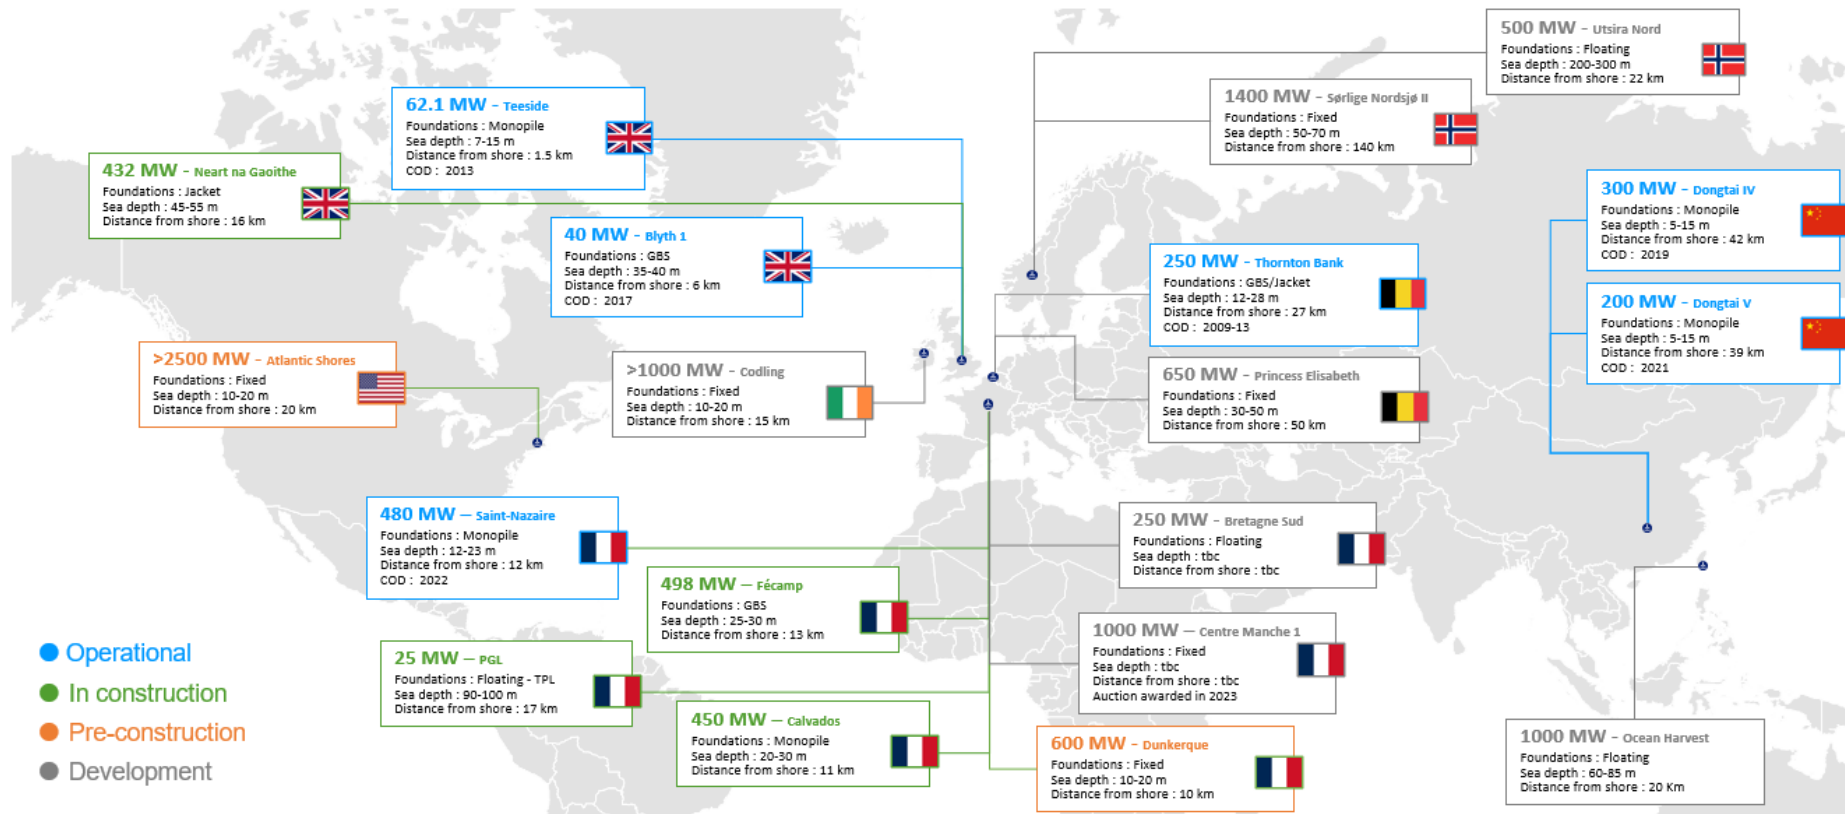 500 MW – Utsira Nord
Foundations : Floating
Sea depth : 200-300 m
Distance from shore : 22 km
1400 MW – Sørlige Nordsjø II
Foundations : Fixed
Sea depth : 50-70 m
Distance from shore : 140 km
62.1 MW – Teeside
Foundations : Monopile
Sea depth : 7-15 m
Distance from shore : 1.5 km
COD : 2013
432 MW – Neart na Gaoithe
Foundations : Jacket
Sea depth : 45-55 m
Distance from shore : 16 km
300 MW – Dongtai IV
Foundations : Monopile
Sea depth : 5-15 m
Distance from shore : 42 km
COD : 2019
40 MW – Blyth 1
Foundations : GBS
Sea depth : 35-40 m
Distance from shore : 6 km
COD : 2017
250 MW – Thornton Bank
Foundations : GBS/Jacket
Sea depth : 12-28 m
Distance from shore : 27 km
COD : 2009-13
200 MW – Dongtai V
Foundations : Monopile
Sea depth : 5-15 m
Distance from shore : 39 km
COD : 2021
>2500 MW – Atlantic Shores
Foundations : Fixed
Sea depth : 10-20 m
Distance from shore : 20 km
>1000 MW – Codling
Foundations : Fixed
Sea depth : 10-20 m
Distance from shore : 15 km
650 MW – Princess Elisabeth
Foundations : Fixed
Sea depth : 30-50 m
Distance from shore : 50 km
480 MW — Saint-Nazaire
Foundations : Monopile
Sea depth : 12-23 m
Distance from shore : 12 km
COD : 2022
250 MW – Bretagne Sud
Foundations : Floating
Sea depth : tbc
Distance from shore : tbc
498 MW — Fécamp
Foundations : GBS
Sea depth : 25-30 m
Distance from shore : 13 km
1000 MW — Centre Manche 1
Foundations : Fixed
Sea depth : tbc
Distance from shore : tbc
Auction awarded in 2023
25 MW — PGL
Foundations : Floating - TPL
Sea depth : 90-100 m
Distance from shore : 17 km
450 MW — Calvados
Foundations : Monopile
Sea depth : 20-30 m
Distance from shore : 11 km
600 MW – Dunkerque
Foundations : Fixed
Sea depth : 10-20 m
Distance from shore : 10 km
1000 MW – Ocean Harvest
Foundations : Floating
Sea depth : 60-85 m
Distance from shore : 20 Km
Operational
In construction
Pre-construction
Development